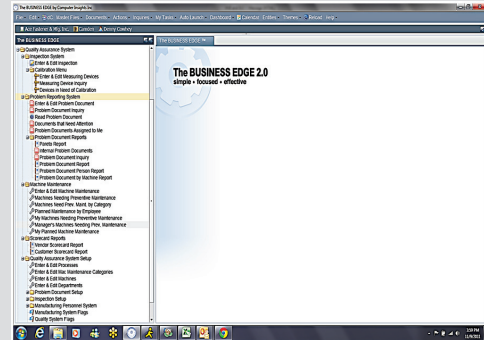 The BUSINESS EDGE by Computer Insights Inc
File Edit Master Files Documents Actions Inquiries My Tasks Auto Launch Dashboard Calendar Entities Themes Reload Help
Ace Fastener & Mfg. Inc. Camber Denny Cowhey
The BUSINESS EDGE
The BUSINESS EDGE
Quality Assurance System
Inspection System
Enter & Edit Inspection
Calibration Menu
Enter & Edit Measuring Devices
Measuring Device Inquiry
Devices in Need of Calibration
Problem Reporting System
Enter & Edit Problem Document
Problem Document Inquiry
Read Problem Document
Documents that Need Attention
Problem Documents Assigned to Me
Problem Document Reports
Pareto Report
Internal Problem Documents
Problem Document Inquiry
Problem Document Report
Problem Document Person Report
Problem Document by Machine Report
Machine Maintenance
Enter & Edit Machine Maintenance
Machines Needing Preventive Maintenance
Machines Need Prev. Maint. by Category
Planned Maintenance by Employee
My Machines Needing Preventive Maintenance
Manager's Machines Needing Prev. Maintenance
My Planned Machine Maintenance
Scorecard Reports
Vendor Scorecard Report
Customer Scorecard Report
Quality Assurance System Setup
Enter & Edit Processes
Enter & Edit Mac Maintenance Categories
Enter & Edit Machines
Enter & Edit Departments
Problem Document Setup
Inspection Setup
Manufacturing Personnel System
Manufacturing System Flags
Quality System Flags
The BUSINESS EDGE 2.0
simple • focused • effective